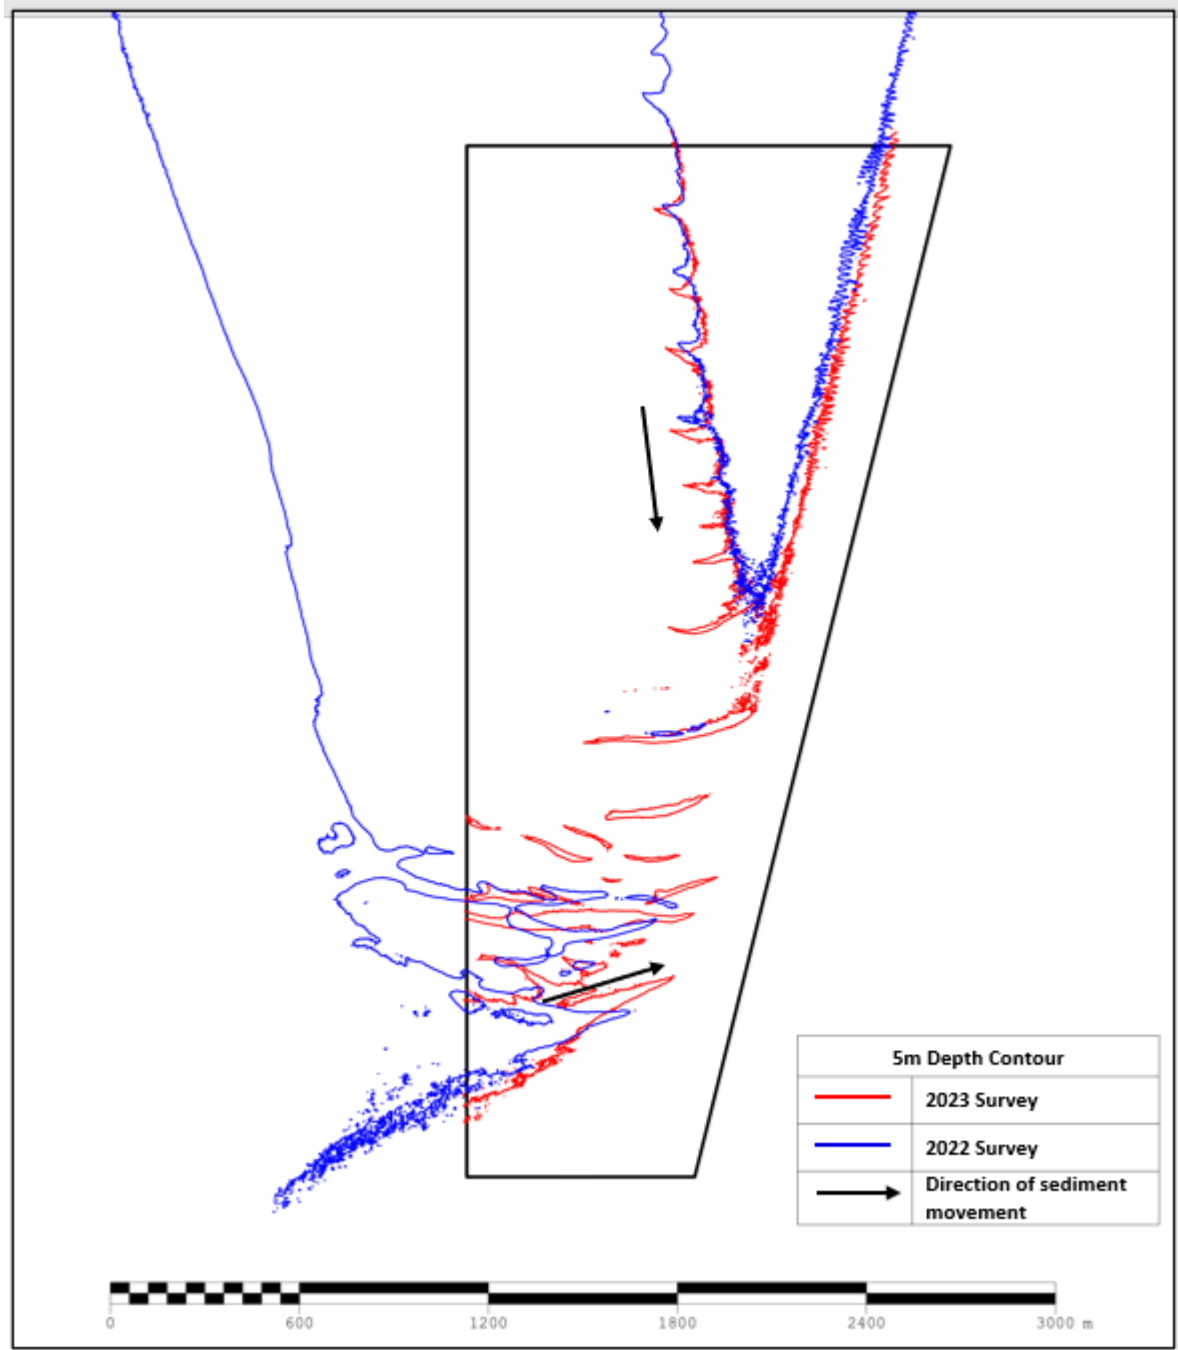 5m Depth Contour
2023 Survey
2022 Survey
Direction of sediment
movement
0 600 1200 1800 2400 3000 m